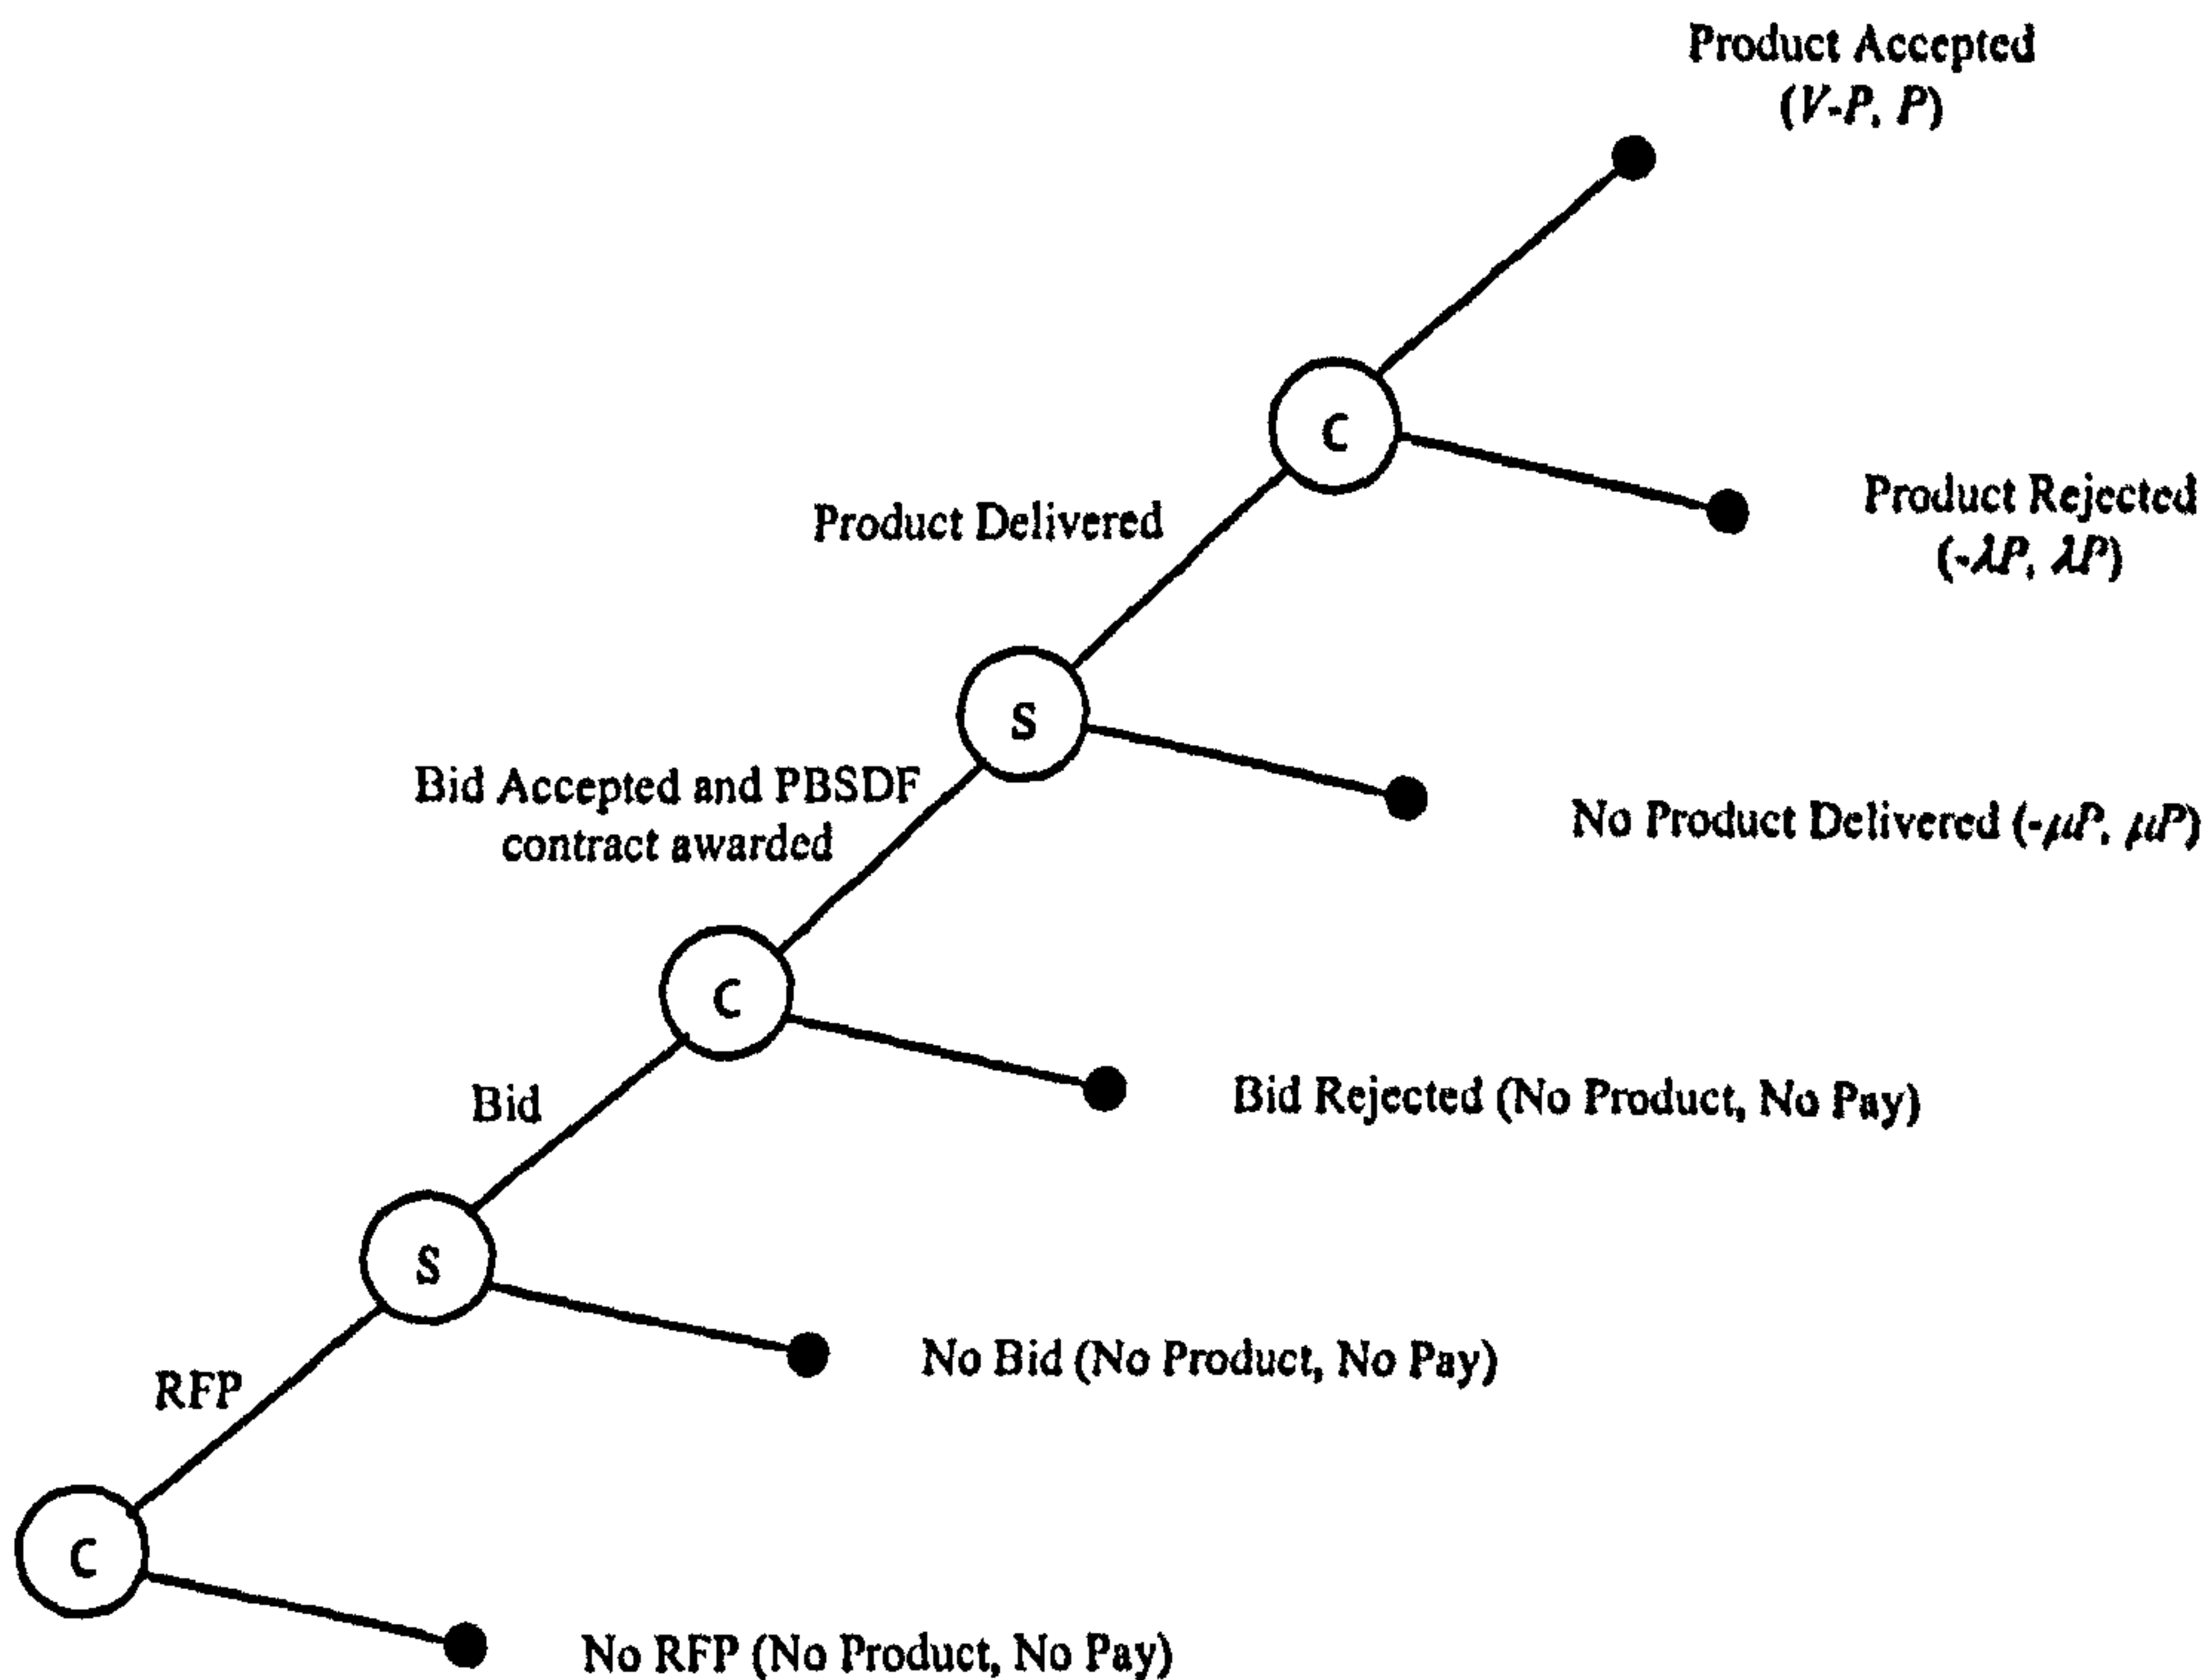 Product Accepted
(V-P, P)
C
Product Rejected
(-λP, λP)
Product Delivered
S
No Product Delivered (-μP, μP)
Bid Accepted and PBSDF
contract awarded
C
Bid Rejected (No Product, No Pay)
Bid
S
No Bid (No Product, No Pay)
RFP
C
No RFP (No Product, No Pay)